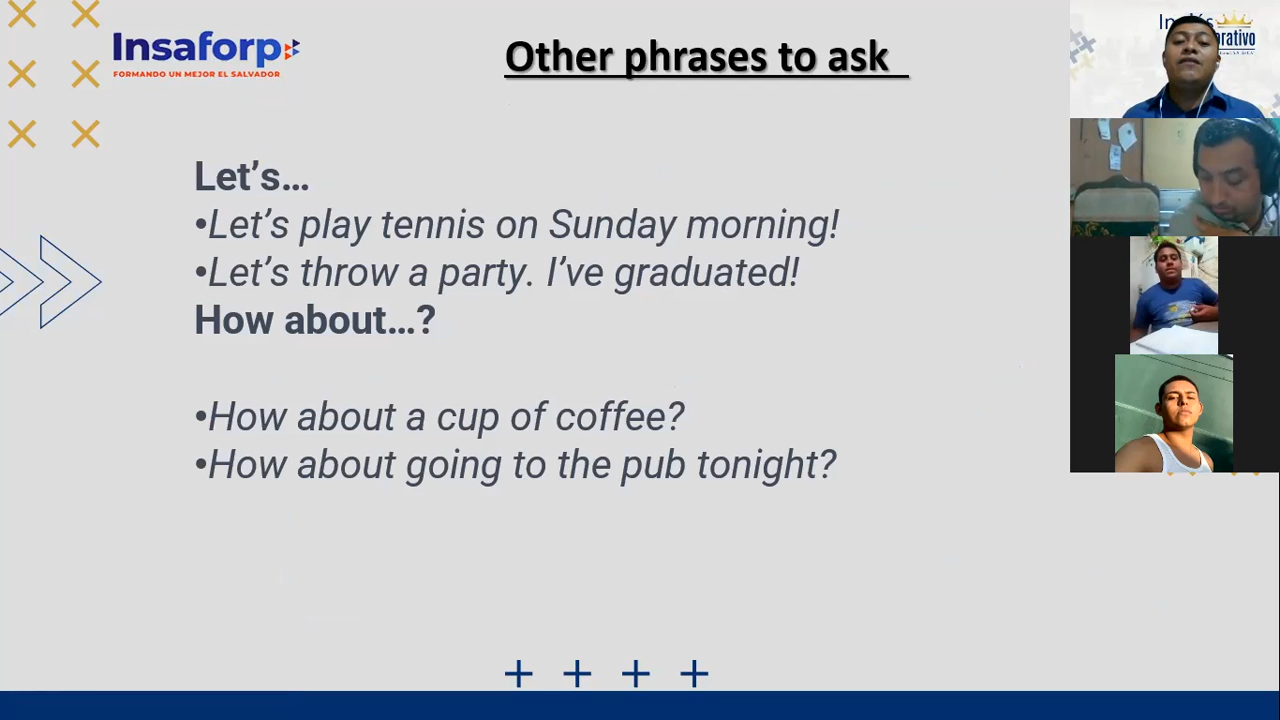 Insaforp
FORMANDO UN MEJOR EL SALVADOR
Other phrases to ask
Let’s…
•Let’s play tennis on Sunday morning!
•Let’s throw a party. I’ve graduated!
How about…?
•How about a cup of coffee?
•How about going to the pub tonight?